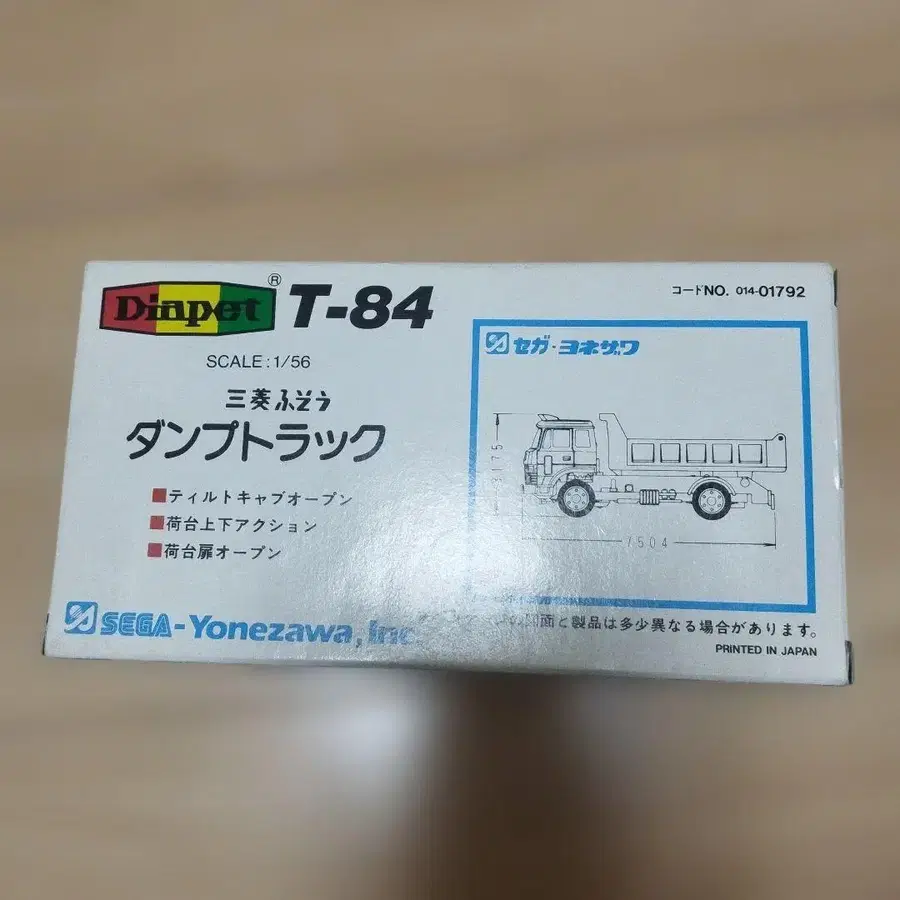 Diapet® T-84
SCALE:1/56
三菱ふそう
ダンプトラック
■ティルトキャブオープン
■荷台上下アクション
■荷台扉オープン
SEGA-Yonezawa, Inc.
コードNO. 014-01792
セガ・ヨネザワ
3175
7504
図面と製品は多少異なる場合があります。
PRINTED IN JAPAN